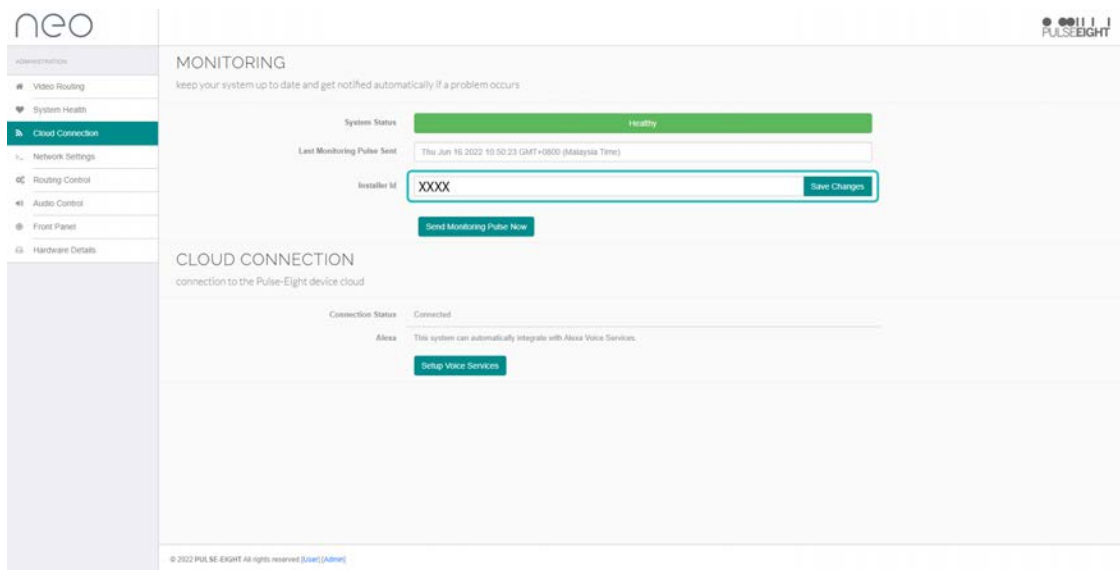 neo
PULSEEIGHT
ADMINISTRATION
Video Routing
System Health
Cloud Connection
Network Settings
Routing Control
Audio Control
Front Panel
Hardware Details
MONITORING
keep your system up to date and get notified automatically if a problem occurs
System Status Healthy
Last Monitoring Pulse Sent Thu Jun 16 2022 10:50:23 GMT+0800 (Malaysia Time)
Installer Id XXXX Save Changes
Send Monitoring Pulse Now
CLOUD CONNECTION
connection to the Pulse-Eight device cloud
Connection Status Connected
Alexa This system can automatically integrate with Alexa Voice Services.
Setup Voice Services
© 2022 PULSE-EIGHT All rights reserved [User] [Admin]